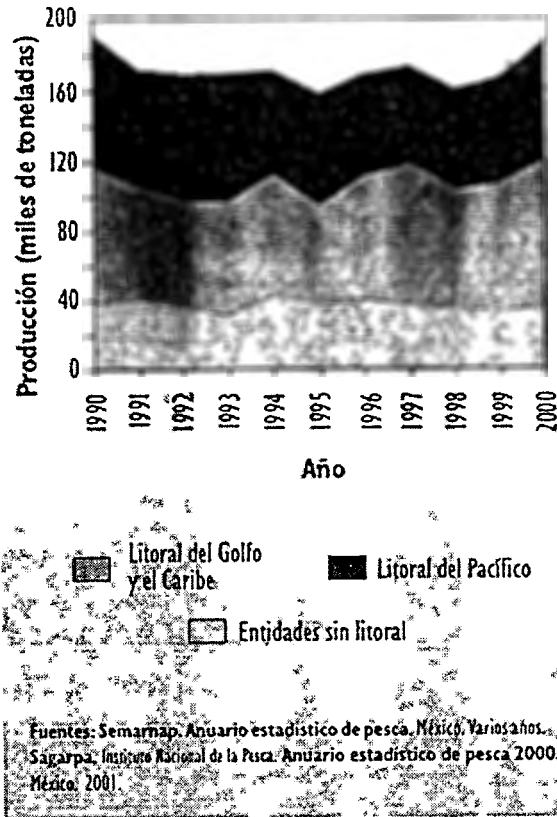 Producción (miles de toneladas)
200
160
120
80
40
0
1990 1991 1992 1993 1994 1995 1996 1997 1998 1999 2000
Año
Litoral del Golfo
y el Caribe
Litoral del Pacífico
Entidades sin litoral
Fuentes: Semarnap. Anuario estadístico de pesca. México. Varios años.
Sagarpa. Instituto Nacional de la Pesca. Anuario estadístico de pesca 2000.
México. 2001.